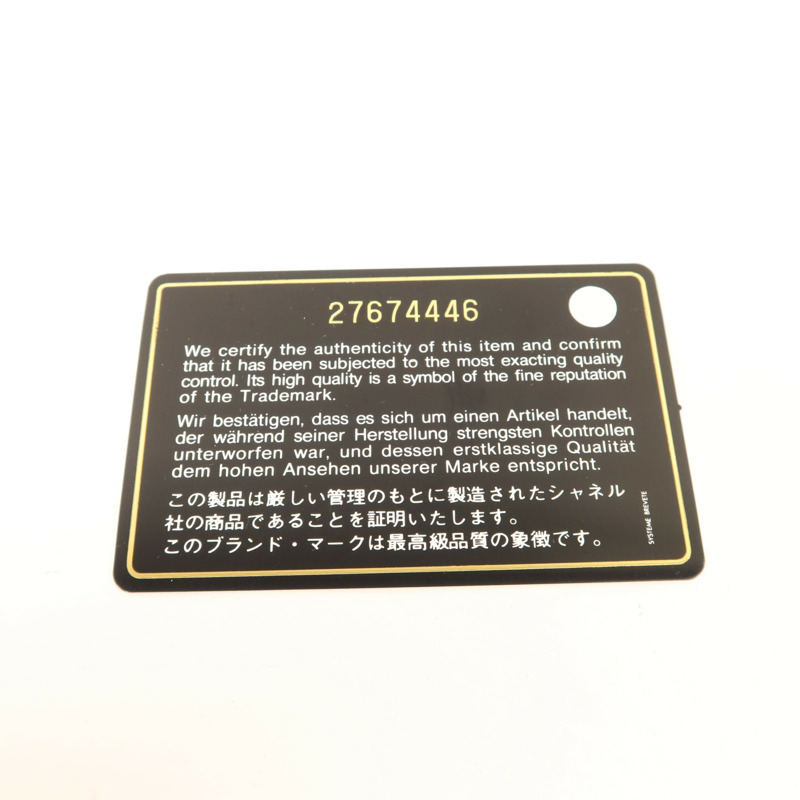 27674446
We certify the authenticity of this item and confirm
that it has been subjected to the most exacting quality
control. Its high quality is a symbol of the fine reputation
of the Trademark.
Wir bestätigen, dass es sich um einen Artikel handelt,
der während seiner Herstellung strengsten Kontrollen
unterworfen war, und dessen erstklassige Qualität
dem hohen Ansehen unserer Marke entspricht.
この製品は厳しい管理のもとに製造されたシャネル
社の商品であることを証明いたします。
このブランド・マークは最高級品質の象徴です。
SYSTEME BREVETE